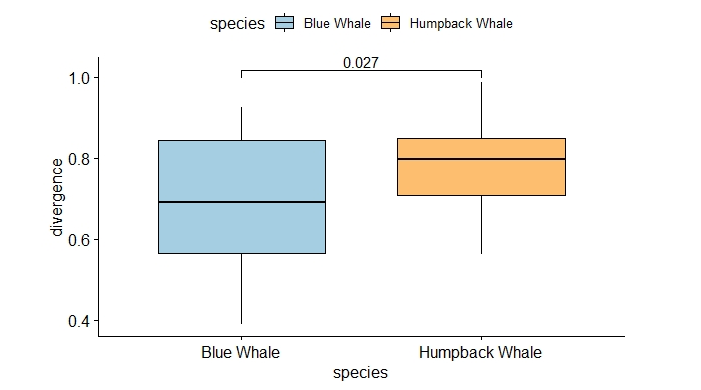 species Blue Whale Humpback Whale
0.027
1.0
0.8
0.6
0.4
divergence
Blue Whale Humpback Whale
species